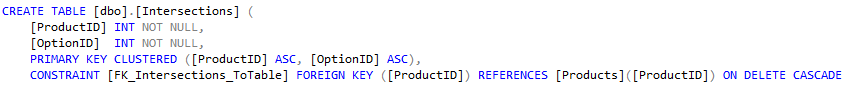 CREATE TABLE [dbo].[Intersections] (
[ProductID] INT NOT NULL,
[OptionID] INT NOT NULL,
PRIMARY KEY CLUSTERED ([ProductID] ASC, [OptionID] ASC),
CONSTRAINT [FK_Intersections_ToTable] FOREIGN KEY ([ProductID]) REFERENCES [Products]([ProductID]) ON DELETE CASCADE